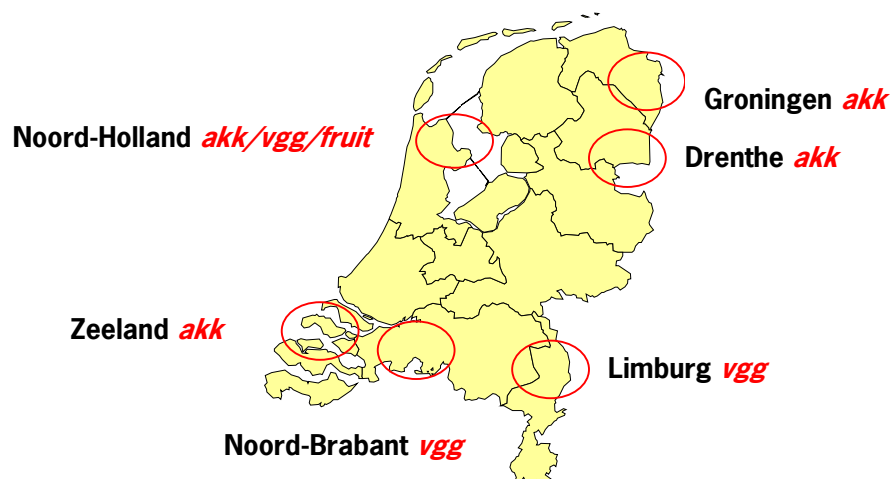 Groningen akk
Noord-Holland akk/vgg/fruit
Drenthe akk
Zeeland akk
Limburg vgg
Noord-Brabant vgg